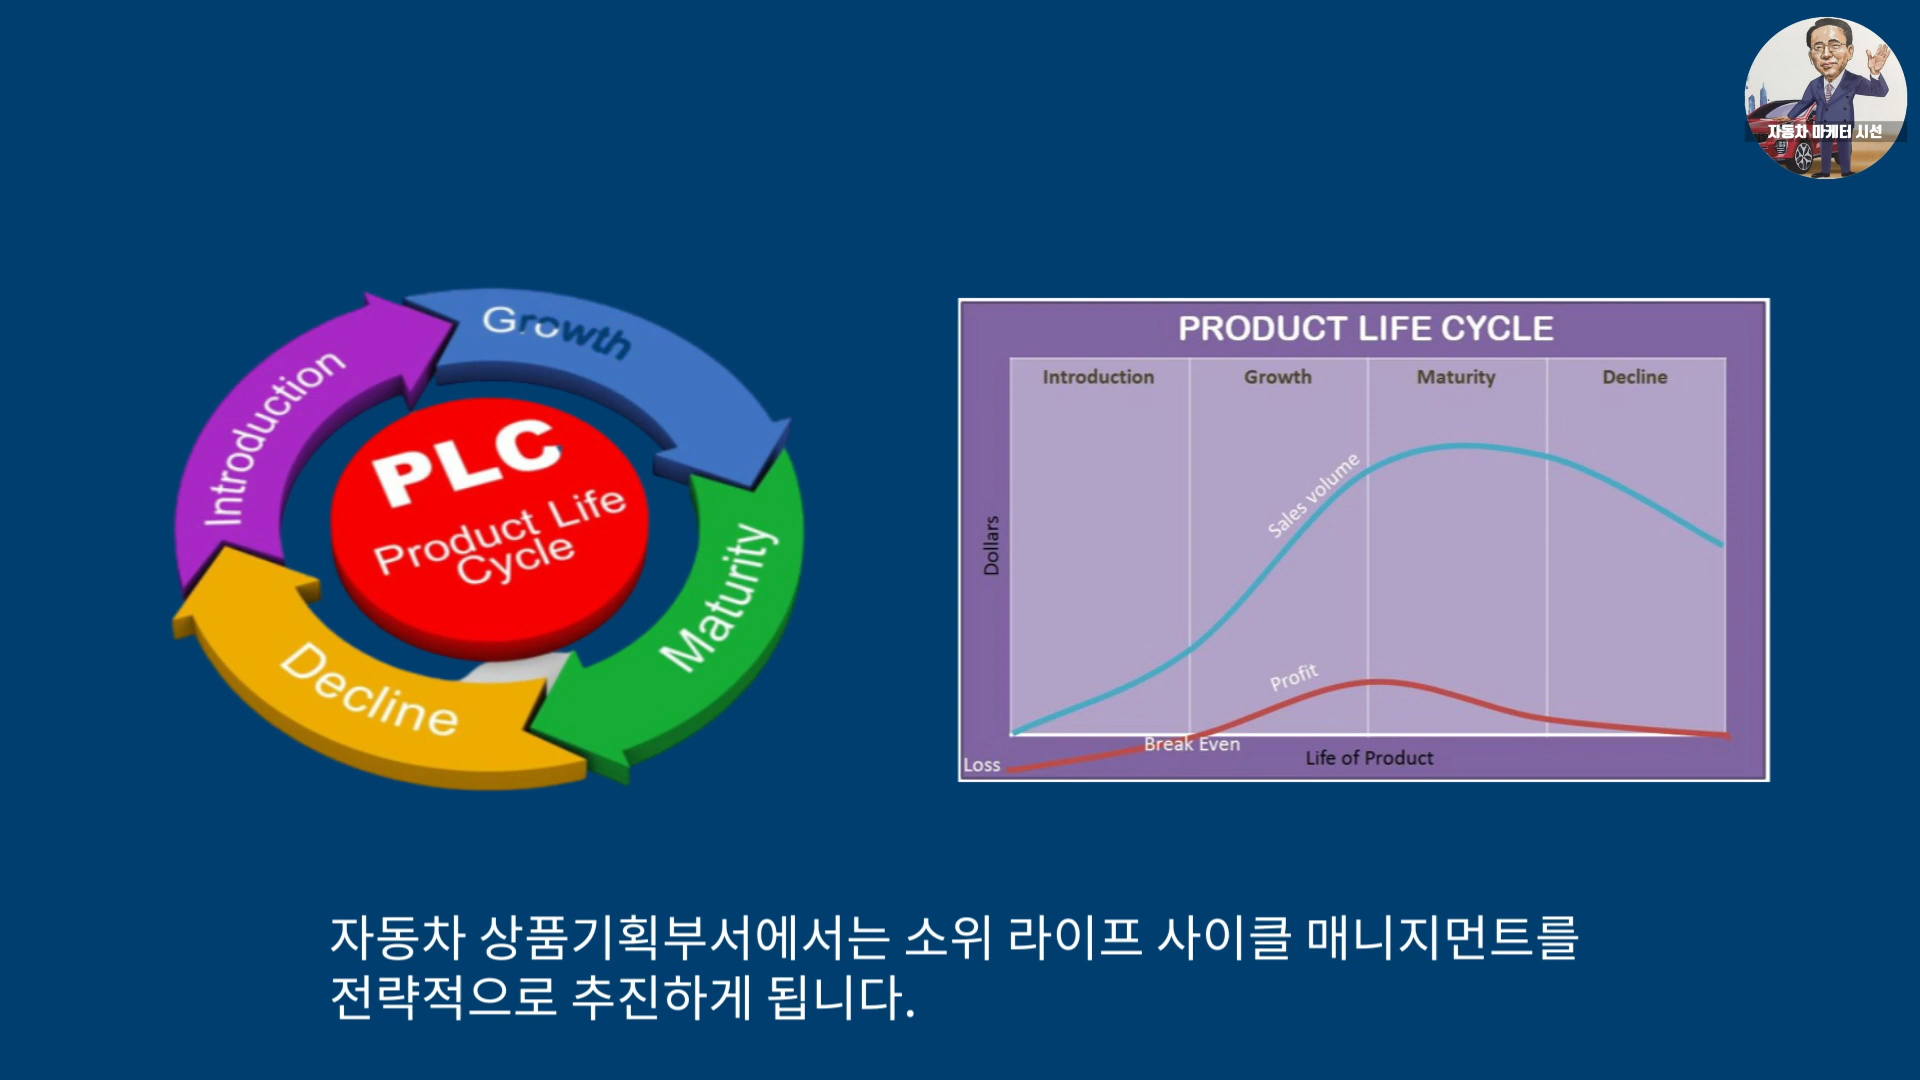 자동차 마케터 시선
Growth
Introduction
PLC
Product Life
Cycle
Maturity
Decline
PRODUCT LIFE CYCLE
Introduction Growth Maturity Decline
Sales volume
Dollars
Profit
Break Even
Life of Product
Loss
자동차 상품기획부서에서는 소위 라이프 사이클 매니지먼트를
전략적으로 추진하게 됩니다.